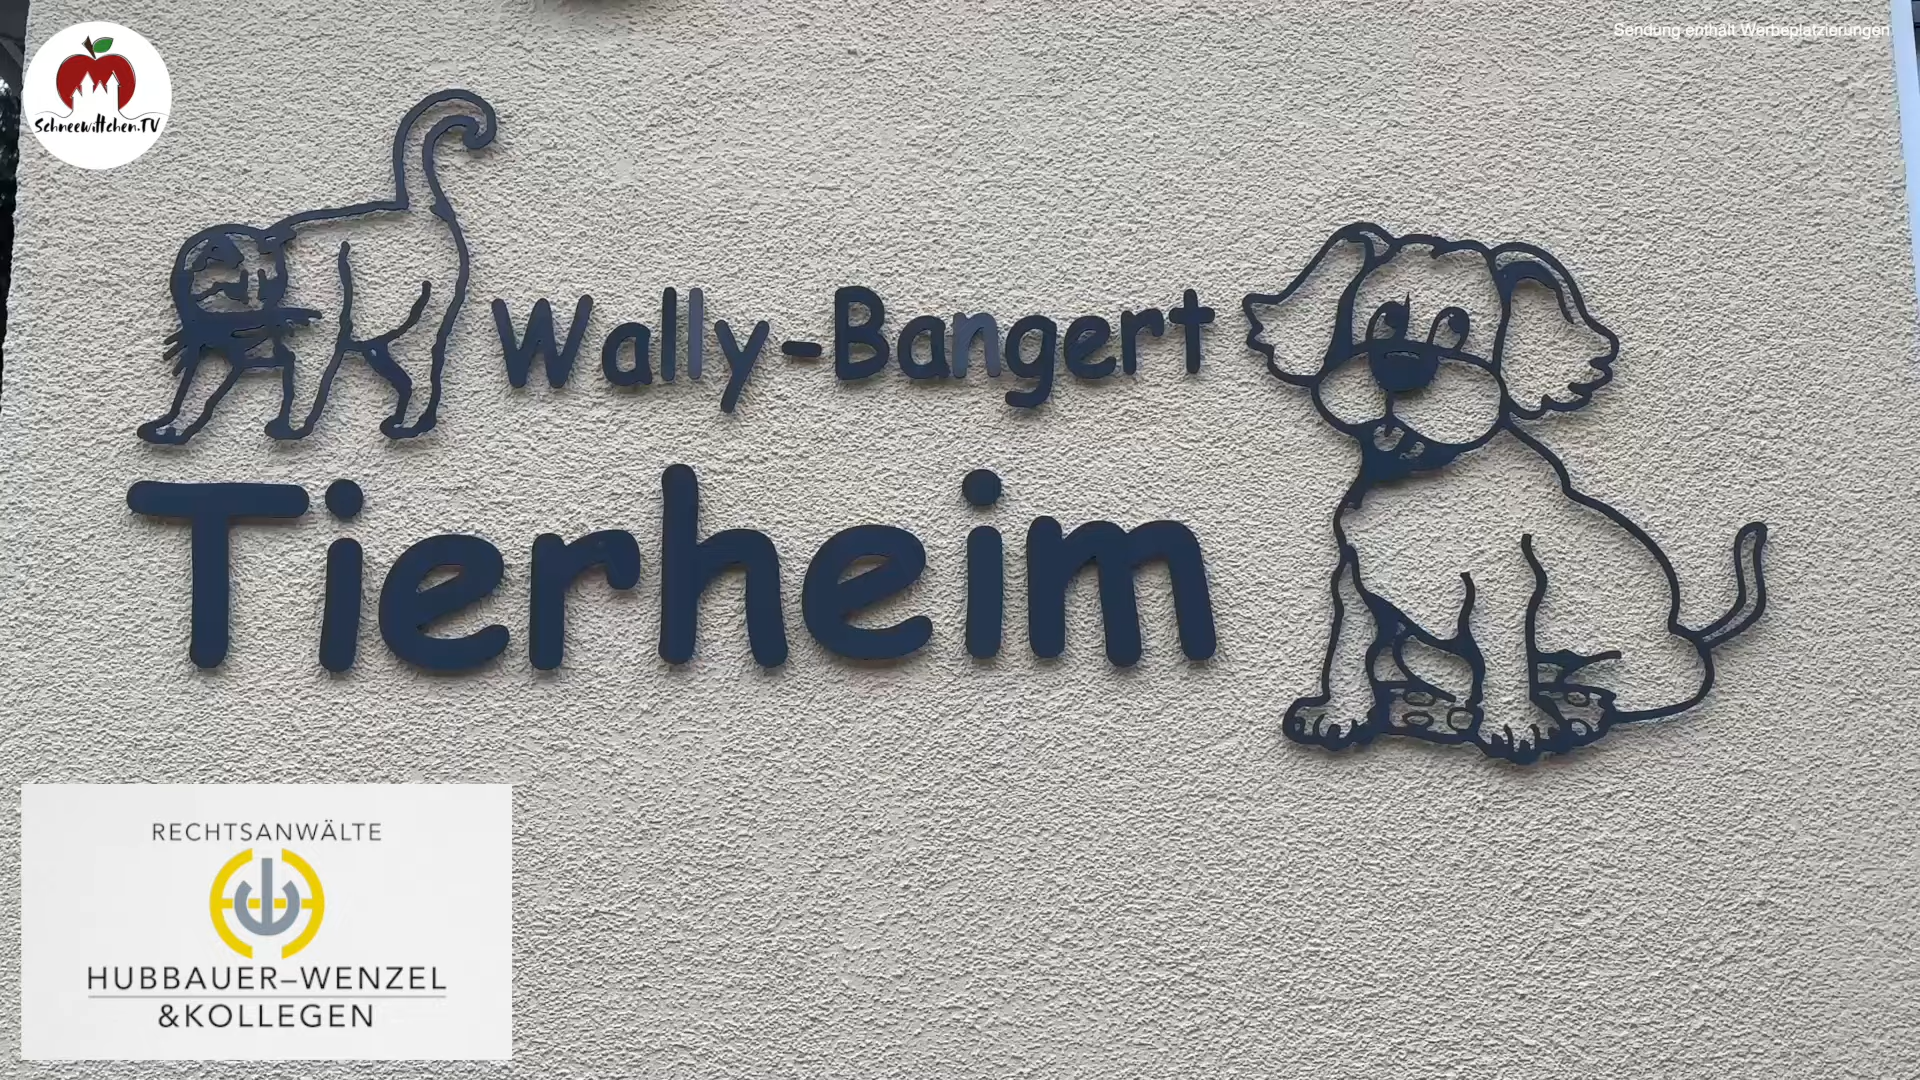 Sendung enthält Werbeplatzierungen
Schneewittchen.TV
Wally-Bangert
Tierheim
RECHTSANWÄLTE
HUBBAUER–WENZEL
&KOLLEGEN